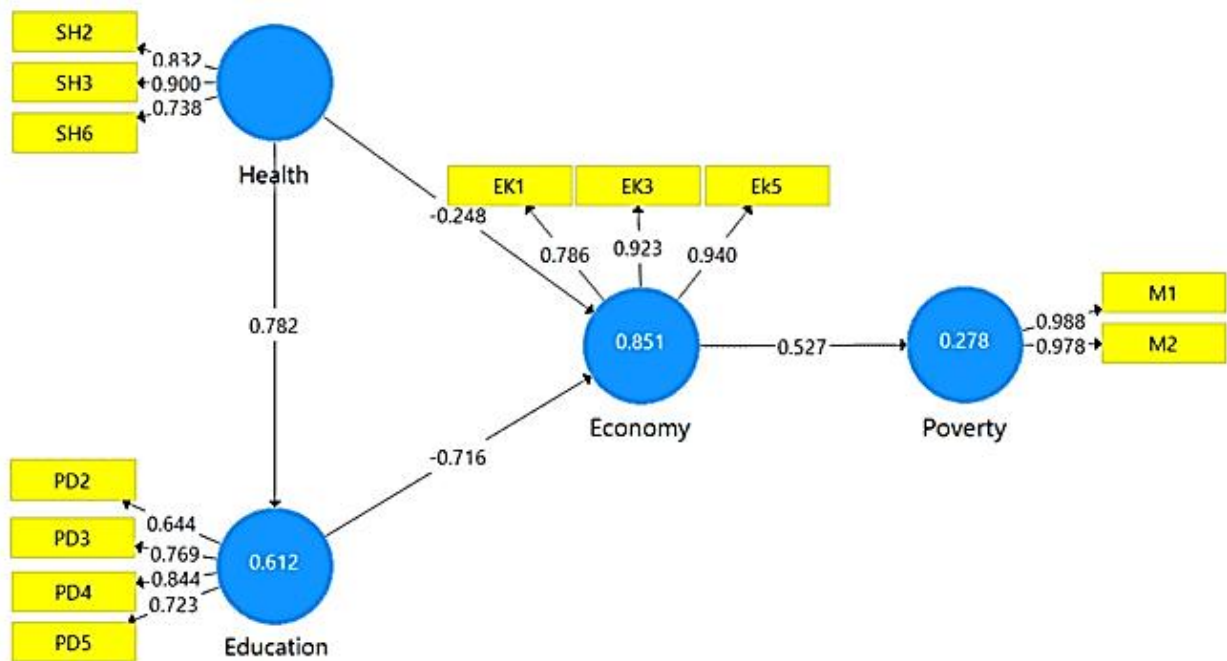 SH2
0.832
SH3
0.900
SH6
0.738
Health
-0.248
0.782
EK1
EK3
Ek5
0.786
0.923
0.940
0.851
Economy
0.527
0.278
Poverty
M1
0.988
M2
0.978
-0.716
PD2
0.644
PD3
0.769
PD4
0.844
PD5
0.723
0.612
Education